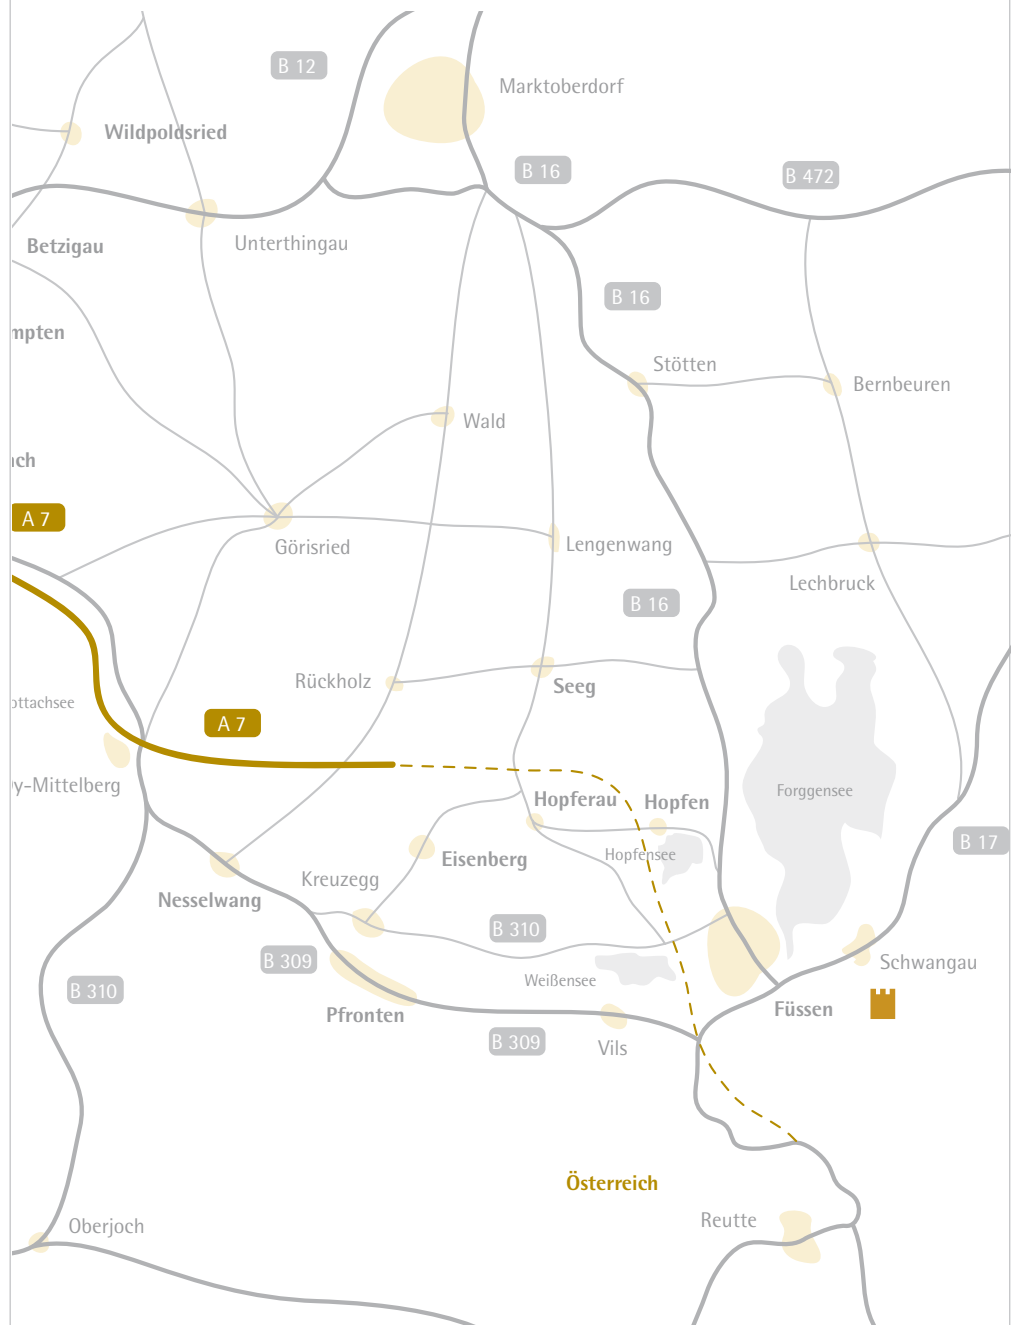 B 12
Marktoberdorf
Wildpoldsried
B 16
B 472
Unterthingau
Betzigau
B 16
mpten
Stötten
Bernbeuren
Wald
ch
A 7
Görisried
Lengenwang
Lechbruck
B 16
Rückholz
Seeg
ottachsee
A 7
y-Mittelberg
Forggensee
Hopferau
Hopfen
B 17
Hopfensee
Eisenberg
Kreuzegg
Nesselwang
B 310
B 309
Schwangau
Weißensee
B 310
Füssen
Pfronten
B 309
Vils
Österreich
Reutte
Oberjoch